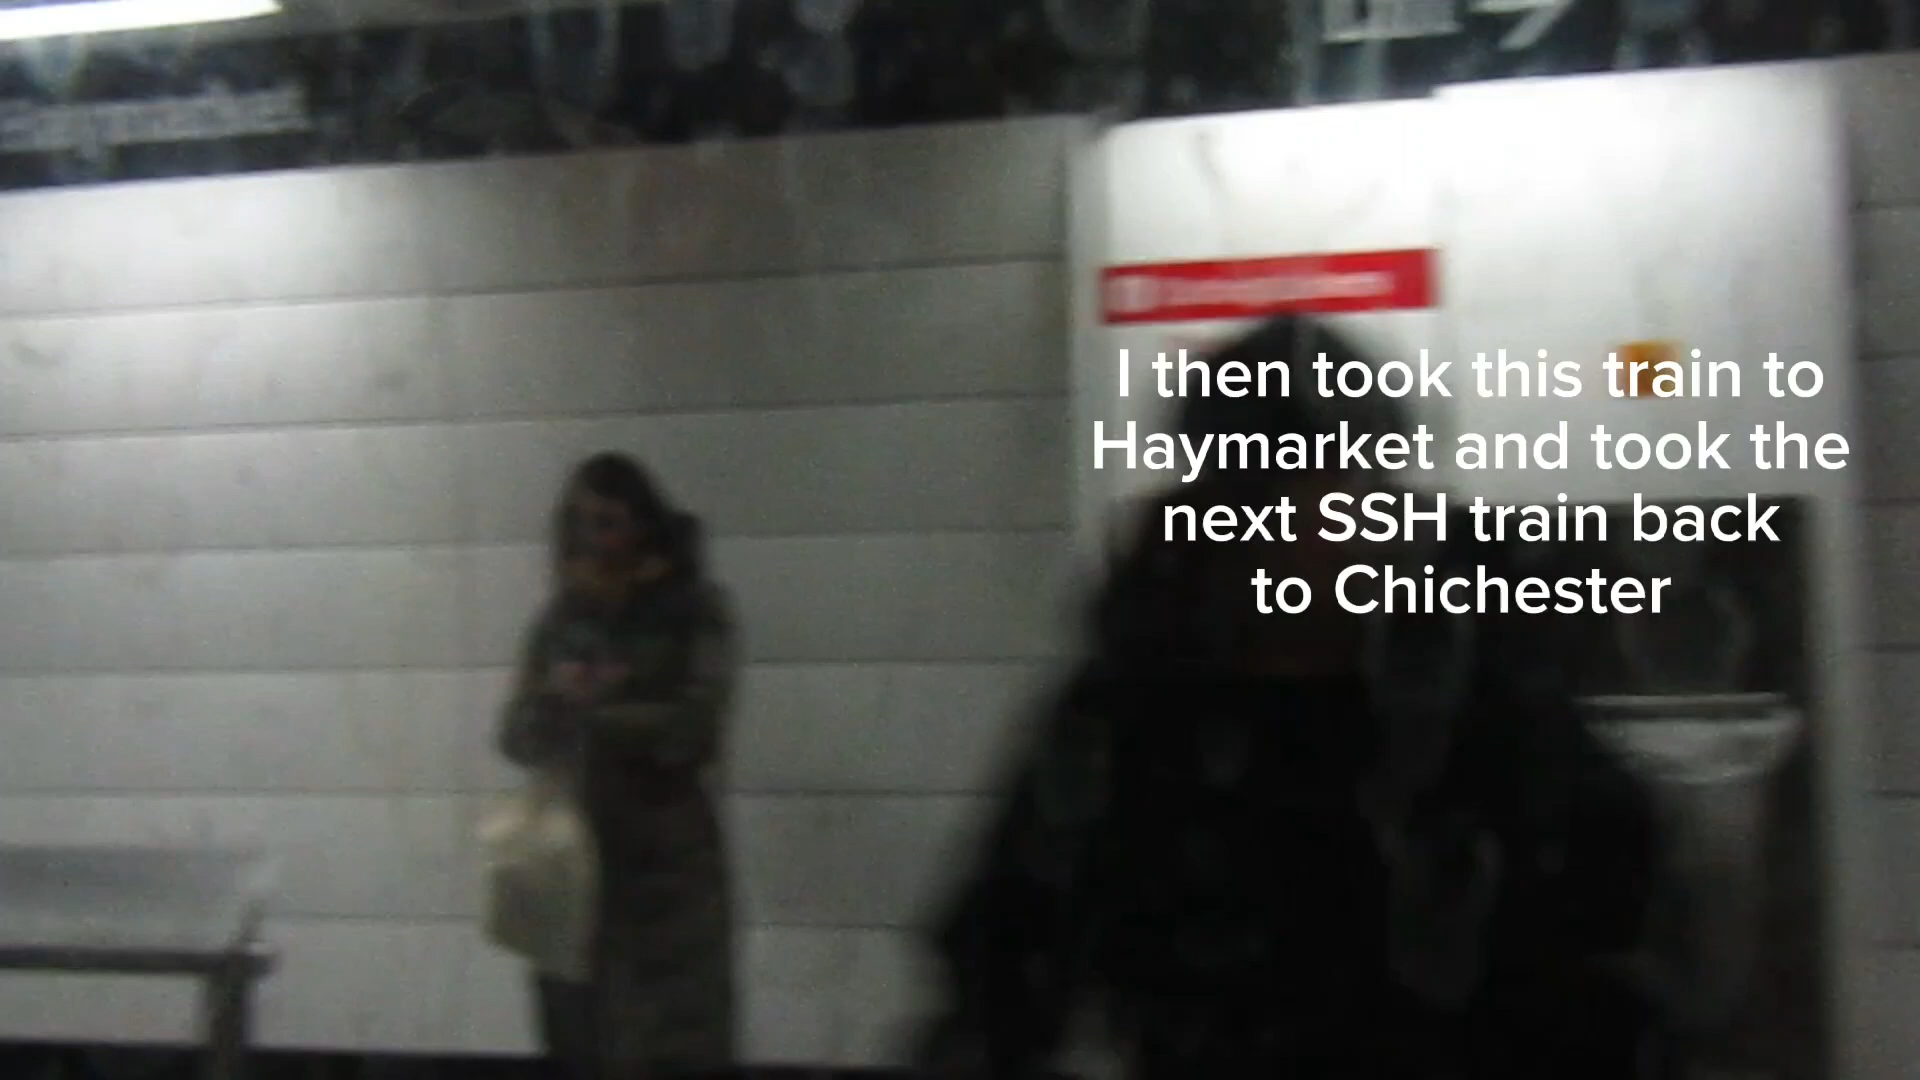 I then took this train to
Haymarket and took the
next SSH train back
to Chichester